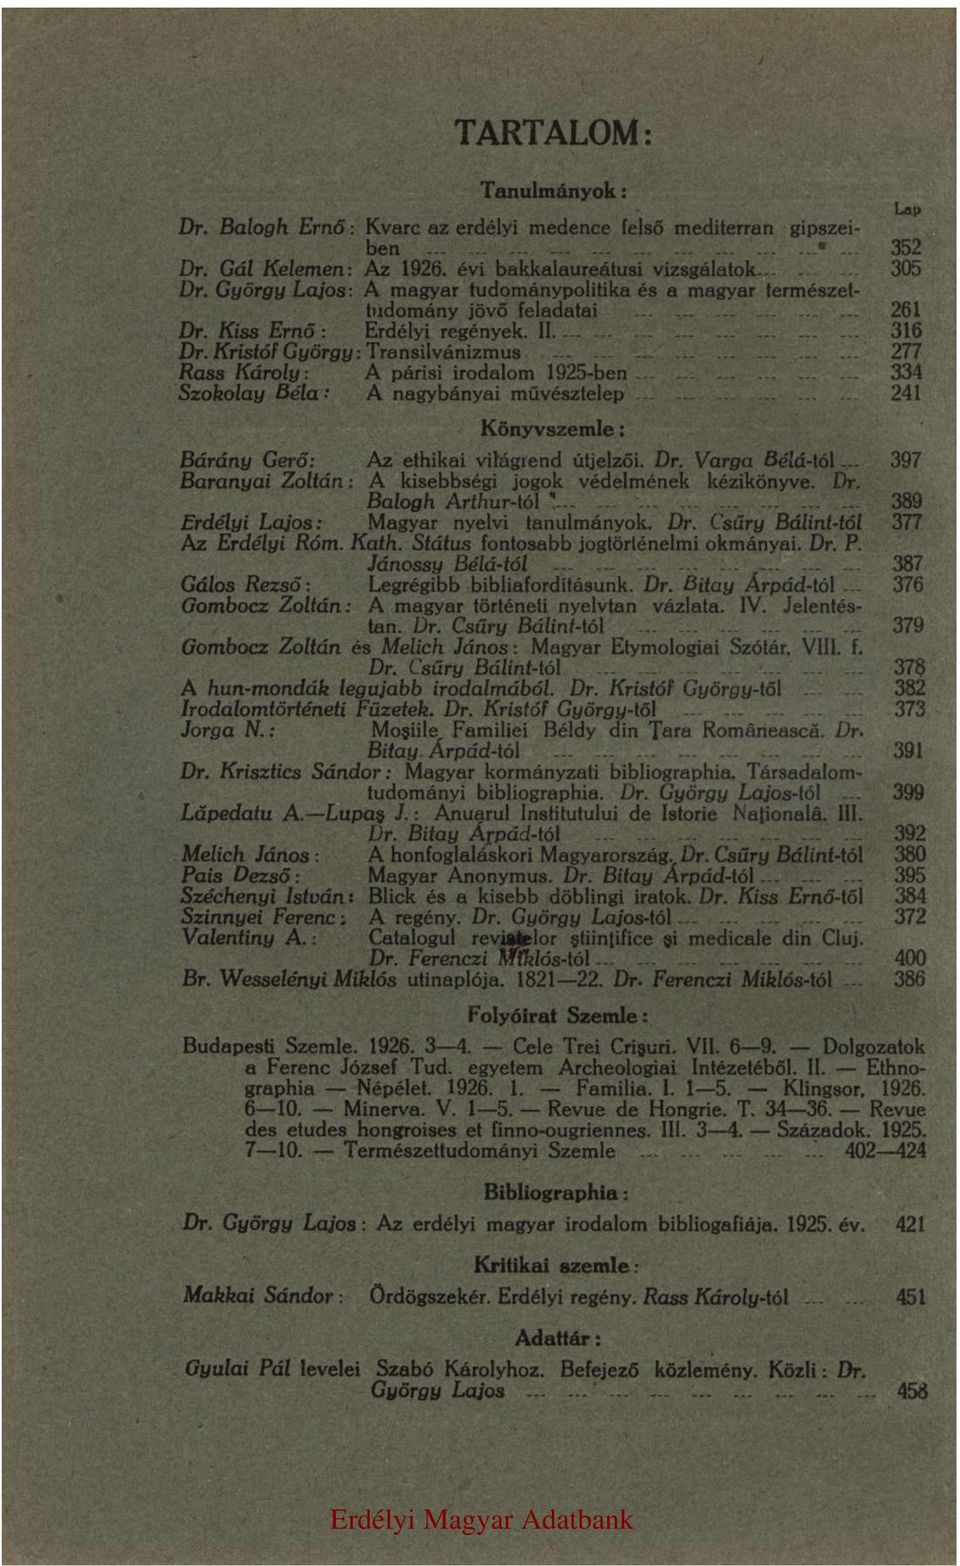 TARTALOM:
Tanulmányok:
Lap
Dr. Balogh Ernő: Kvarc az erdélyi medence felső mediterran gipszei-
ben 352
Dr. Gál Kelemen: Az 1926. évi bakkalaureátusi vizsgálatok 305
Dr. György Lajos: A magyar tudománypolitika és a magyar természet-
tudomány jövő feladatai 261
Dr. Kiss Ernő: Erdélyi regények. II. 316
Dr. Kristóf György: Transilvánizmus 277
Rass Károly: A párisi irodalom 1925-ben 334
Szokolay Béla: A nagybányai művésztelep 241
Könyvszemle:
Bárány Gerő: Az ethikai világrend útjelzői. Dr. Varga Bélá-tól 397
Baranyai Zoltán: A kisebbségi jogok védelmének kézikönyve. Dr.
Balogh Arthur-tól 389
Erdélyi Lajos: Magyar nyelvi tanulmányok. Dr. Csűry Bálint-tól 377
Az Erdélyi Róm. Kath. Státus fontosabb jogtörténelmi okmányai. Dr. P.
Jánossy Bélá-tól 387
Gálos Rezső: Legrégibb bibliafordításunk. Dr. Bitay Árpád-tól 376
Gombocz Zoltán: A magyar történeti nyelvtan vázlata. IV. Jelentés-
tan. Dr. Csűry Bálint-tól 379
Gombocz Zoltán és Melich János: Magyar Etymologiai Szótár. VIII. f.
Dr. Csűry Bálint-tól 378
A hun-mondák legujabb irodalmából. Dr. Kristóf György-től 382
Irodalomtörténeti Füzetek. Dr. Kristóf György-től 373
Jorga N.: Moşiile Familiei Béldy din Ţara Românească. Dr.
Bitay Árpád-tól 391
Dr. Krisztics Sándor: Magyar kormányzati bibliographia. Társadalom-
tudományi bibliographia. Dr. György Lajos-tól 399
Lăpedatu A.—Lupaş J.: Anuarul Institutului de Istorie Naţională. III.
Dr. Bitay Árpád-tól 392
Melich János: A honfoglaláskori Magyarország. Dr. Csűry Bálint-tól 380
Pais Dezső: Magyar Anonymus. Dr. Bitay Árpád-tól 395
Széchenyi István: Blick és a kisebb döblingi iratok. Dr. Kiss Ernő-től 384
Szinnyei Ferenc: A regény. Dr. György Lajos-tól 372
Valentiny A.: Catalogul revistelor ştiinţifice şi medicale din Cluj.
Dr. Ferenczi Miklós-tól 400
Br. Wesselényi Miklós utinaplója. 1821—22. Dr. Ferenczi Miklós-tól 386
Folyóirat Szemle:
Budapesti Szemle. 1926. 3—4. — Cele Trei Crişuri. VII. 6—9. — Dolgozatok
a Ferenc József Tud. egyetem Archeologiai Intézetéből. II. — Ethno-
graphia — Népélet. 1926. 1. — Familia. I. 1—5. — Klingsor, 1926.
6—10. — Minerva. V. 1—5. — Revue de Hongrie. T. 34—36. — Revue
des etudes hongroises et finno-ougriennes. III. 3—4. — Századok. 1925.
7—10. — Természettudományi Szemle 402—424
Bibliographia:
Dr. György Lajos: Az erdélyi magyar irodalom bibliogafiája. 1925. év. 421
Kritikai szemle:
Makkai Sándor: Ördögszekér. Erdélyi regény. Rass Károly-tól 451
Adattár:
Gyulai Pál levelei Szabó Károlyhoz. Befejező közlemény. Közli: Dr.
György Lajos 458
Erdélyi Magyar Adatbank